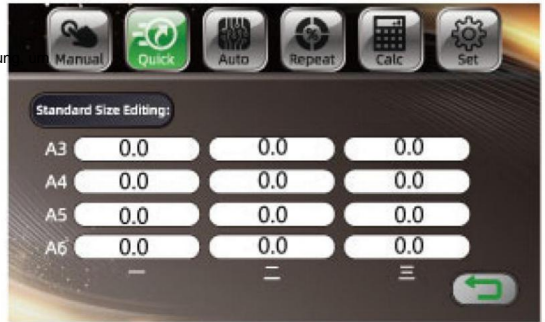 Manual Quick Auto Repeat Calc Set
Standard Size Editing:
A3 0.0 0.0 0.0
A4 0.0 0.0 0.0
A5 0.0 0.0 0.0
A6 0.0 0.0 0.0
一 二 三